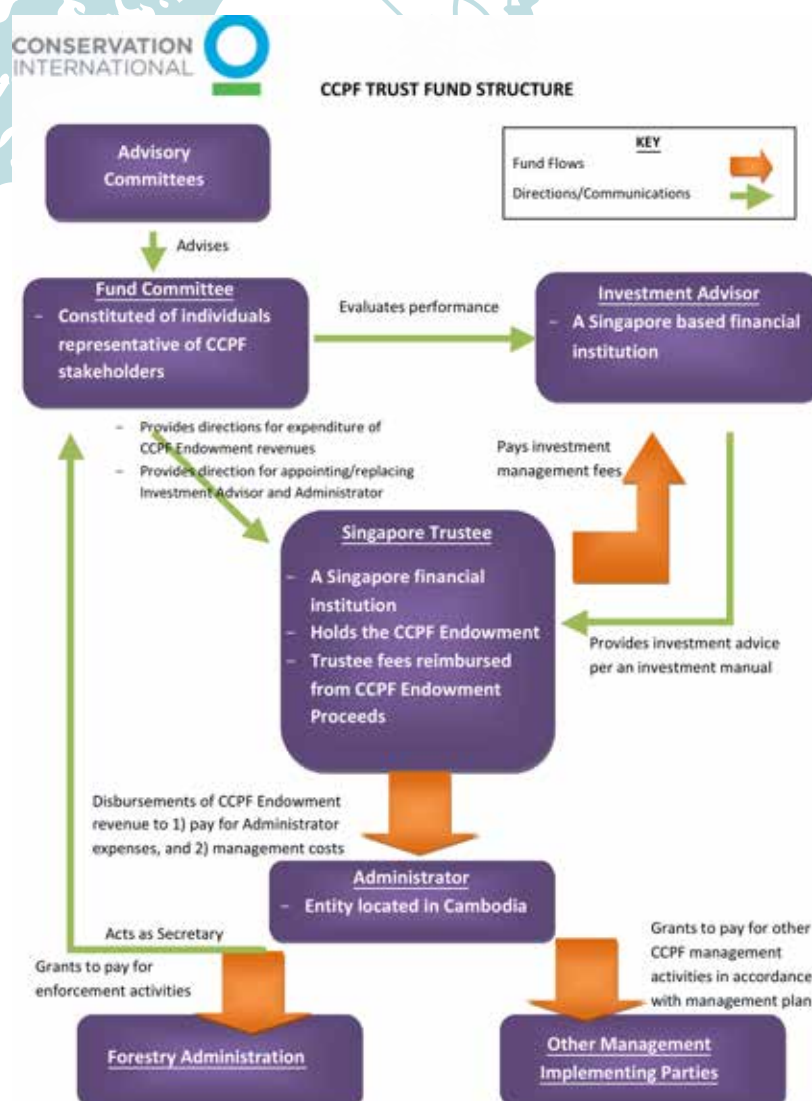 CONSERVATION
INTERNATIONAL
CCPF TRUST FUND STRUCTURE
KEY
Fund Flows
Directions/Communications
Advisory
Committees
Advises
Fund Committee
- Constituted of individuals
representative of CCPF
stakeholders
Evaluates performance
Investment Advisor
- A Singapore based financial
institution
- Provides directions for expenditure of
CCPF Endowment revenues
- Provides direction for appointing/replacing
Investment Advisor and Administrator
Pays investment
management fees
Singapore Trustee
- A Singapore financial
institution
- Holds the CCPF Endowment
- Trustee fees reimbursed
from CCPF Endowment
Proceeds
Provides investment advice
per an investment manual
Disbursements of CCPF Endowment
revenue to 1) pay for Administrator
expenses, and 2) management costs
Administrator
- Entity located in Cambodia
Acts as Secretary
Grants to pay for
enforcement activities
Grants to pay for other
CCPF management
activities in accordance
with management plan
Forestry Administration
Other Management
Implementing Parties